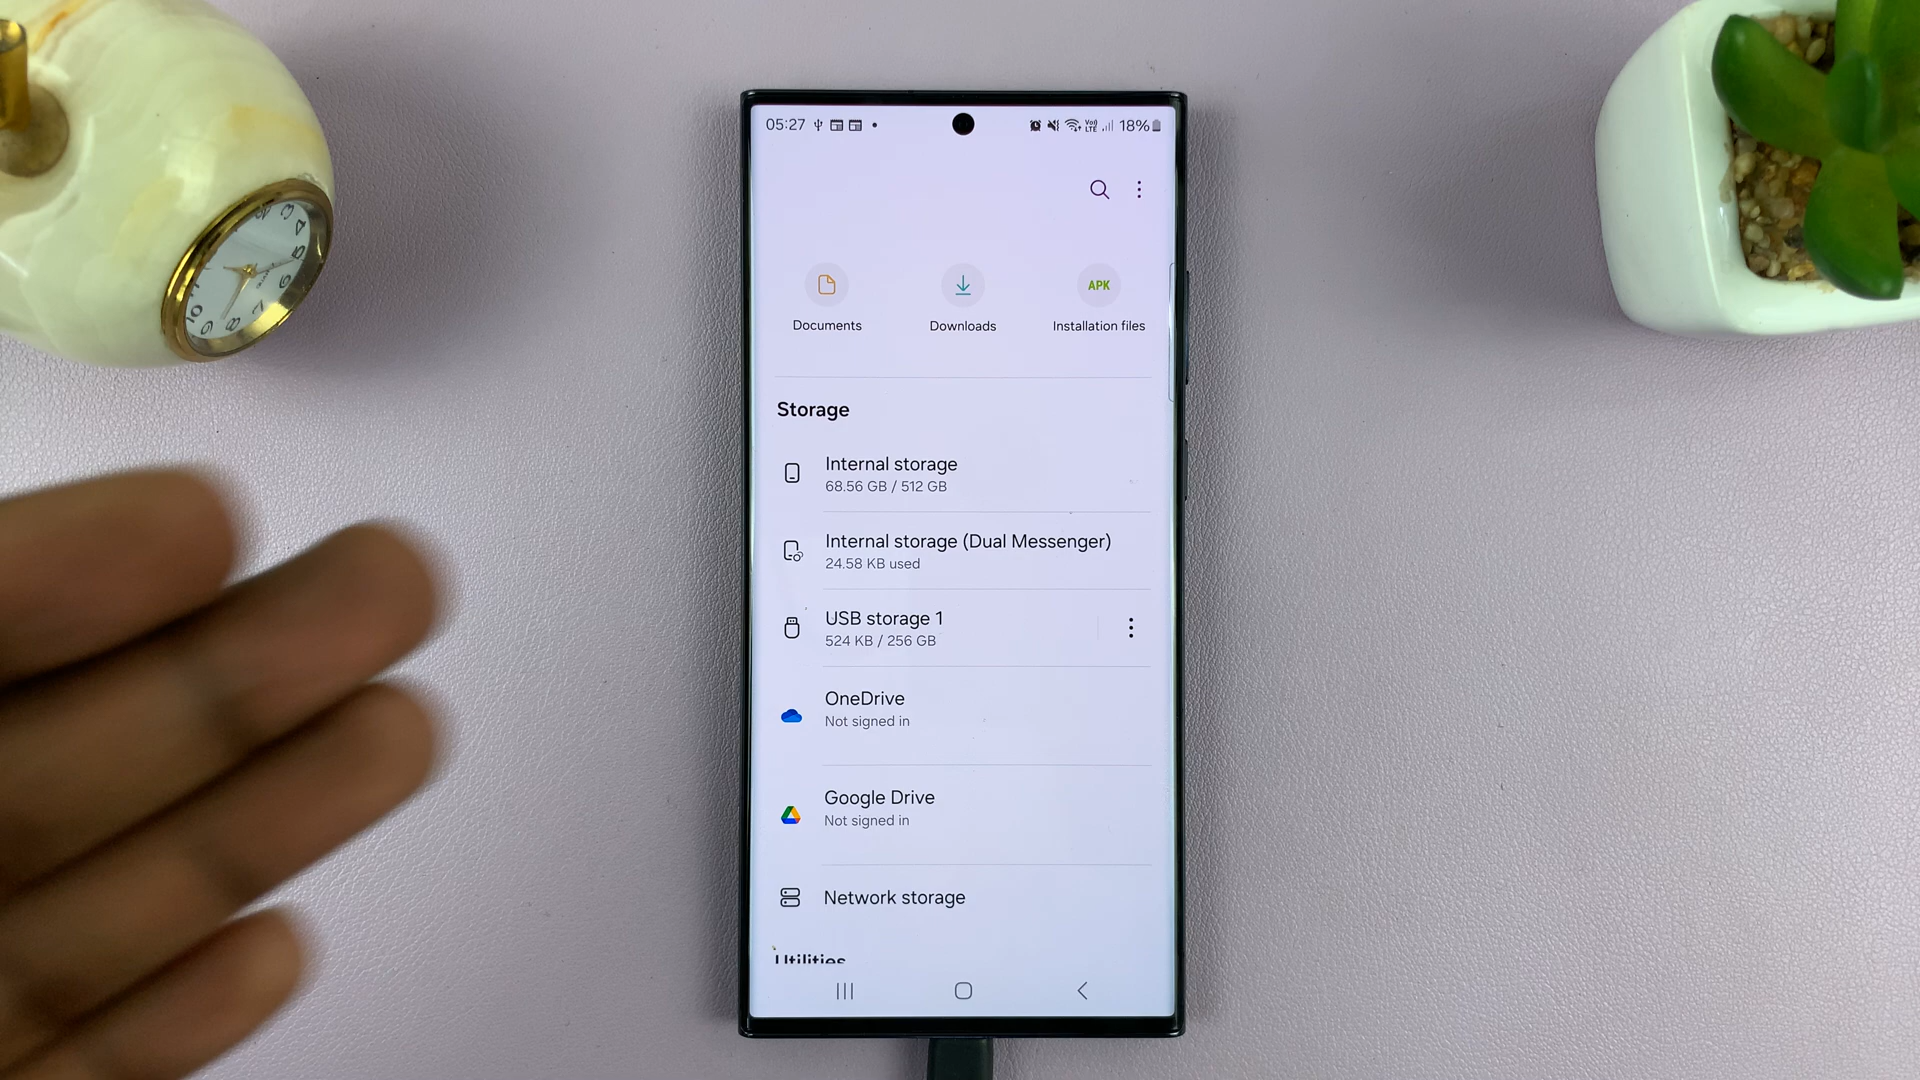 05:27
18%
Documents
Downloads
APK
Installation files
Storage
Internal storage
68.56 GB / 512 GB
Internal storage (Dual Messenger)
24.58 KB used
USB storage 1
524 KB / 256 GB
OneDrive
Not signed in
Google Drive
Not signed in
Network storage
Utilities